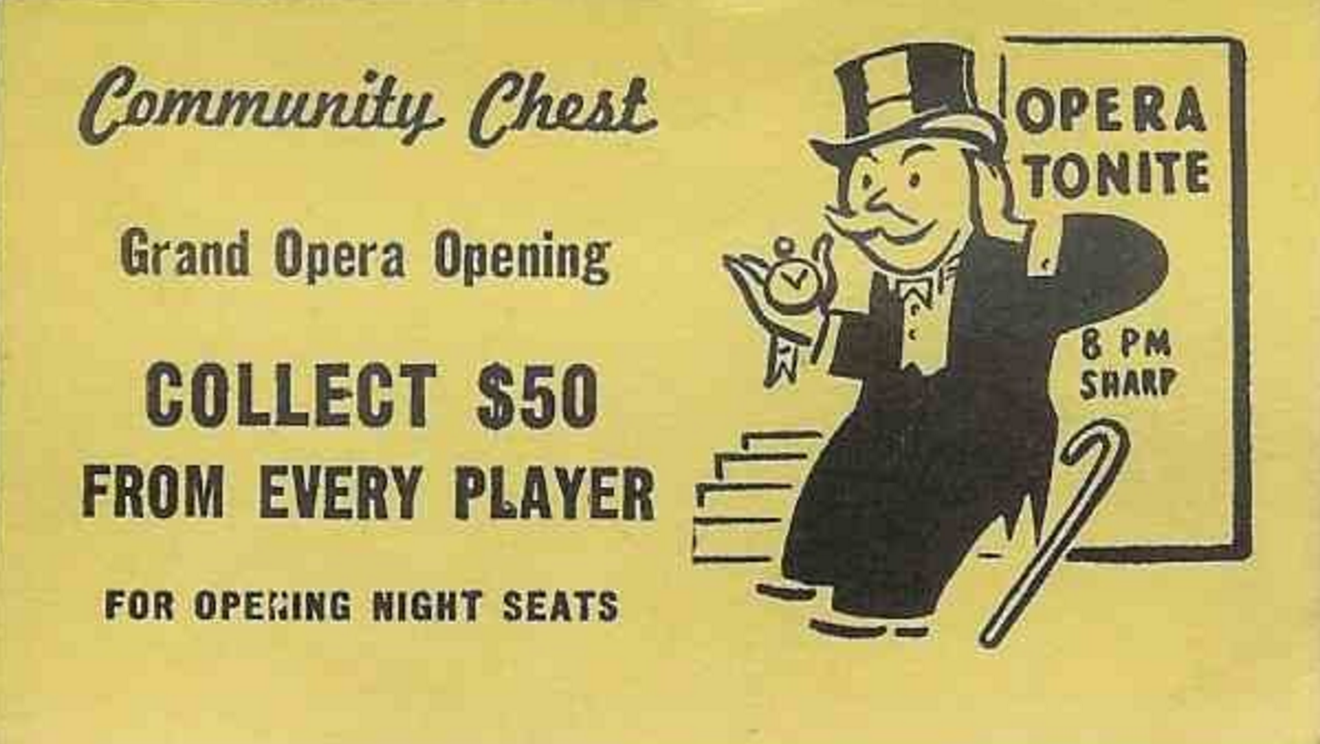 Community Chest
Grand Opera Opening
COLLECT $50
FROM EVERY PLAYER
FOR OPENING NIGHT SEATS
OPERA
TONITE
8 PM
SHARP